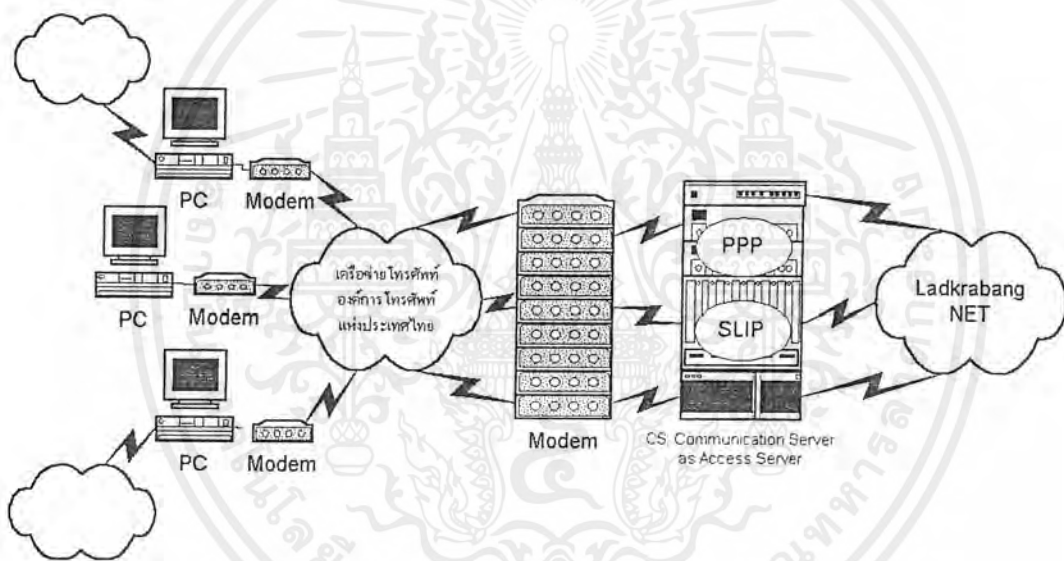 PC
Modem
PC
Modem
PC
Modem
เครือข่ายโทรศัพท์
องค์การโทรศัพท์
แห่งประเทศไทย
Modem
PPP
SLIP
CS, Communication Server
as Access Server
Ladkrabang
NET